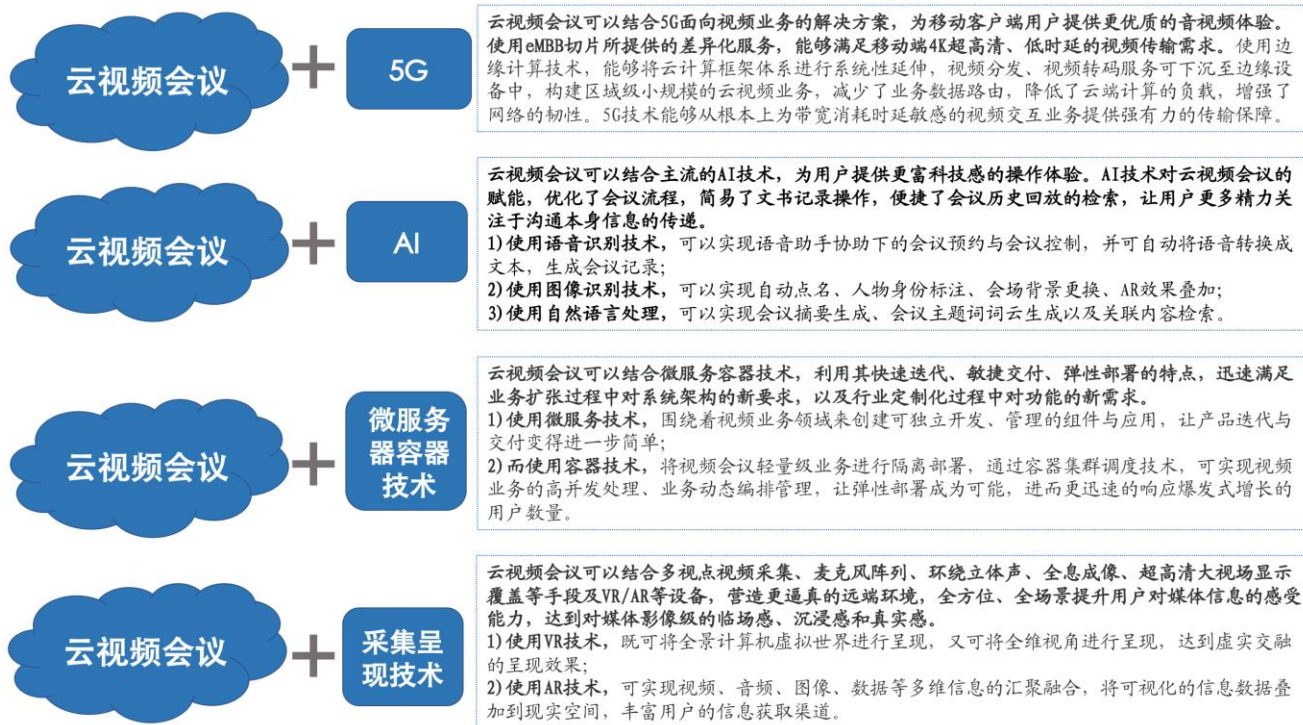 云视频会议
5G
云视频会议可以结合5G面向视频业务的解决方案，为移动客户端用户提供更优质的音视频体验。
使用eMBB切片所提供的差异化服务，能够满足移动端4K超高清、低时延的视频传输需求。使用边
缘计算技术，能够将云计算框架体系进行系统性延伸，视频分发、视频转码服务可下沉至边缘设
备中，构建区域级小规模的云视频业务，减少了业务数据路由，降低了云端计算的负载，增强了
网络的韧性。5G技术能够从根本上为带宽消耗时延敏感的视频交互业务提供强有力的传输保障。
云视频会议
AI
云视频会议可以结合主流的AI技术，为用户提供更富科技感的操作体验。AI技术对云视频会议的
赋能，优化了会议流程，简易了文书记录操作，便捷了会议历史回放的检索，让用户更多精力关
注于沟通本身信息的传递。
1)使用语音识别技术，可以实现语音助手协助下的会议预约与会议控制，并可自动将语音转换成
文本，生成会议记录；
2)使用图像识别技术，可以实现自动点名、人物身份标注、会场背景更换、AR效果叠加；
3)使用自然语言处理，可以实现会议摘要生成、会议主题词词云生成以及关联内容检索。
云视频会议
微服务
器容器
技术
云视频会议可以结合微服务容器技术，利用其快速迭代、敏捷交付、弹性部署的特点，迅速满足
业务扩张过程中对系统架构的新要求，以及行业定制化过程中对功能的新需求。
1)使用微服务技术，围绕着视频业务领域来创建可独立开发、管理的组件与应用，让产品迭代与
交付变得进一步简单；
2)而使用容器技术，将视频会议轻量级业务进行隔离部署，通过容器集群调度技术，可实现视频
业务的高并发处理、业务动态编排管理，让弹性部署成为可能，进而更迅速的响应爆发式增长的
用户数量。
云视频会议
采集呈
现技术
云视频会议可以结合多视点视频采集、麦克风阵列、环绕立体声、全息成像、超高清大视场显示
覆盖等手段及VR/AR等设备，营造更逼真的远端环境，全方位、全场景提升用户对媒体信息的感受
能力，达到对媒体影像级的临场感、沉浸感和真实感。
1)使用VR技术，既可将全景计算机虚拟世界进行呈现，又可将全维视角进行呈现，达到虚实交融
的呈现效果；
2)使用AR技术，可实现视频、音频、图像、数据等多维信息的汇聚融合，将可视化的信息数据叠
加到现实空间，丰富用户的信息获取渠道。